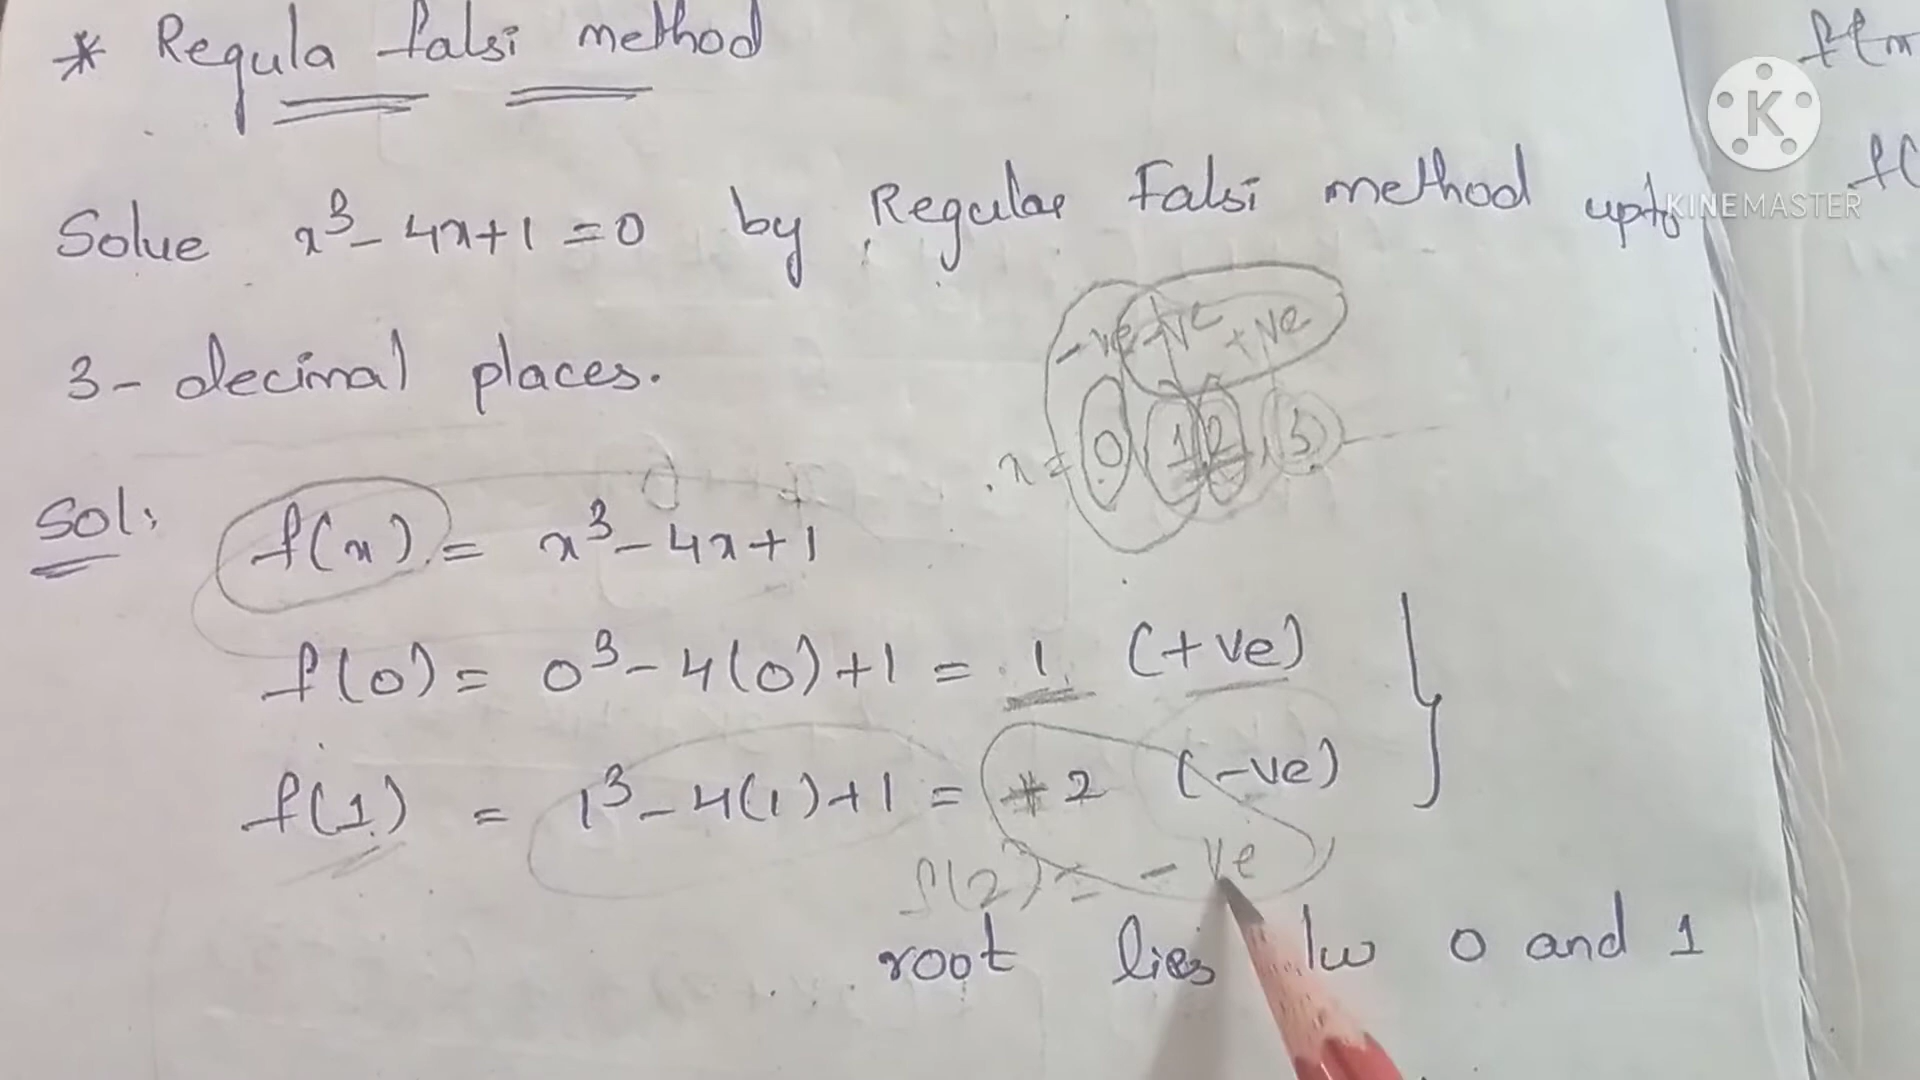 * Regula falsi method
Solve x³ - 4x + 1 = 0 by Regular Falsi method upto
3 - decimal places.
-ve +ve +ve
x = 0, 1 2, 3
Sol:
f(x) = x³ - 4x + 1
f(0) = 0³ - 4(0) + 1 = 1 (+ve)
f(1) = 1³ - 4(1) + 1 = 2 (-ve)
f(2) = -ve
root lies b/w 0 and 1
K
KINEMASTER